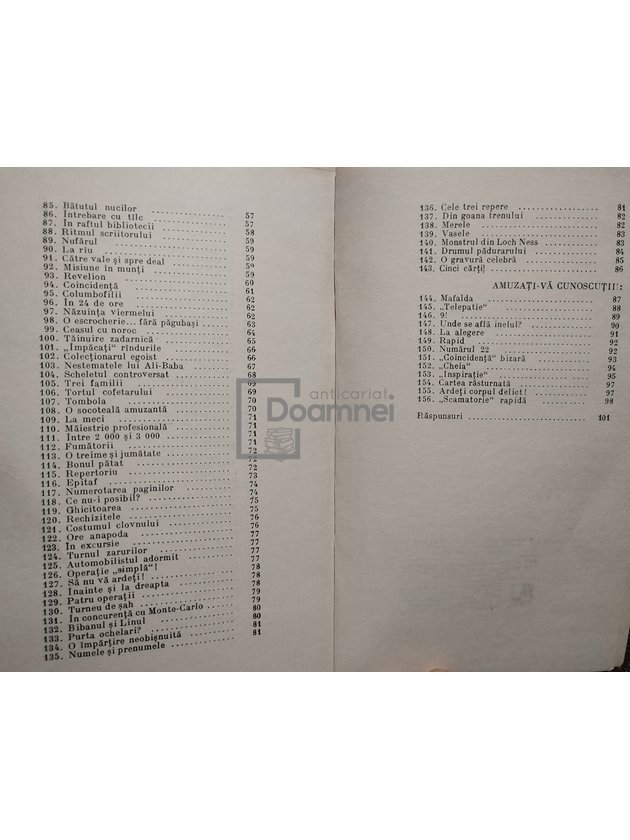 85. Bătutul nucilor
86. Întrebare cu tîlc 57
87. În raftul bibliotecii 57
88. Ritmul scriitorului 58
89. Nufărul 59
90. La rîu 59
91. Către vale și spre deal 59
92. Misiune în munți 59
93. Revelion 60
94. Coincidență 60
95. Columbofilii 61
96. În 24 de ore 62
97. Năzuința viermelui 62
98. O escrocherie... fără păgubași 63
99. Ceasul cu noroc 64
100. Tăinuire zadarnică 65
101. „Împăcați“ rîndurile 66
102. Colecționarul egoist 66
103. Nestematele lui Ali-Baba 67
104. Scheletul controversat 68
105. Trei familii 69
106. Tortul cofetarului 69
107. Tombola 70
108. O socoteală amuzantă 70
109. La meci 71
110. Măiestrie profesională 71
111. Între 2 000 și 3 000 71
112. Fumătorii 71
113. O treime și jumătate 72
114. Bonul pătat 72
115. Repertoriu 72
116. Epitaf 73
117. Numerotarea paginilor 74
118. Ce nu-i posibil? 74
119. Ghicitoarea 75
120. Rechizitele 75
121. Costumul clovnului 76
122. Ore anapoda 76
123. În excursie 77
124. Turnul zarurilor 77
125. Automobilistul adormit 77
126. Operație „simplă“! 77
127. Să nu vă ardeți! 78
128. Înainte și la dreapta 78
129. Patru operații 79
130. Turneu de șah 79
131. În concurență cu Monte-Carlo 80
132. Bibanul și Linul 80
133. Purta ochelari? 81
134. O împărțire neobișnuită 81
135. Numele și prenumele
136. Cele trei repere 81
137. Din goana trenului 82
138. Merele 82
139. Vasele 83
140. Monstrul din Loch Ness 83
141. Drumul pădurarului 84
142. O gravură celebră 85
143. Cinci cărți! 86
AMUZAȚI-VĂ CUNOSCUȚII:
144. Mafalda 87
145. „Telepatie“ 88
146. 9! 89
147. Unde se află inelul? 90
148. La alegere 91
149. Rapid 92
150. Numărul 22 92
151. „Coincidență“ bizară 93
152. „Cheia“ 94
153. „Inspirație“ 95
154. Cartea răsturnată 96
155. Ardeți corpul delict! 97
156. „Scamatorie“ rapidă 98
Răspunsuri 101
anticariat
Doamnei